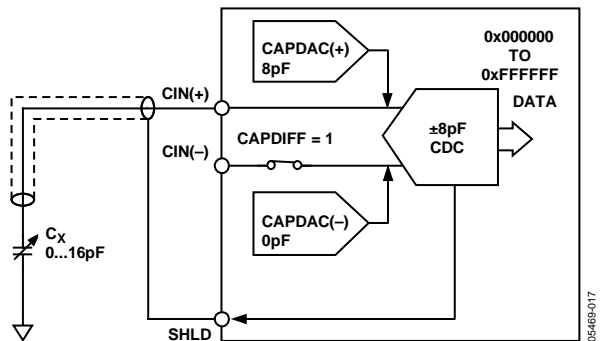 CAPDAC(+)
8pF
0x000000
TO
0xFFFFFF
DATA
CIN(+)
CAPDIFF = 1
±8pF
CDC
CIN(–)
CAPDAC(–)
0pF
CX
0...16pF
SHLD
05469-017